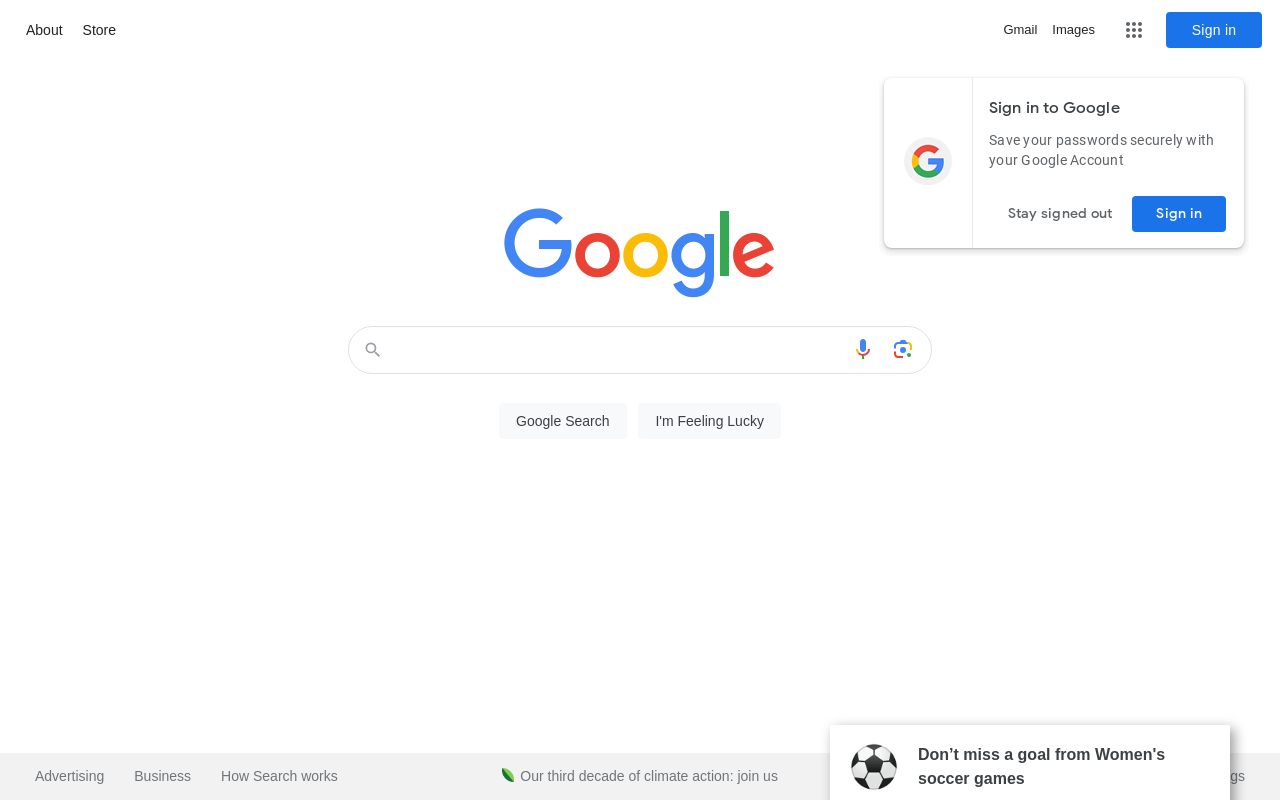 About Store Gmail Images Sign in
Sign in to Google
Save your passwords securely with
your Google Account
Stay signed out Sign in
Google
Google Search I'm Feeling Lucky
Don’t miss a goal from Women's
soccer games
Advertising Business How Search works Our third decade of climate action: join us